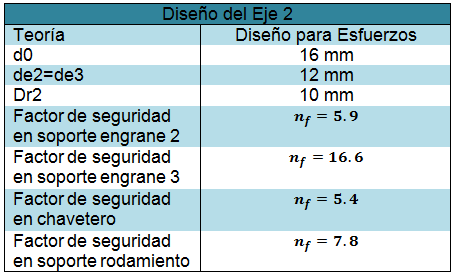 Diseño del Eje 2
Teoría Diseño para Esfuerzos
d0 16 mm
de2=de3 12 mm
Dr2 10 mm
Factor de seguridad
en soporte engrane 2 n_f = 5.9
Factor de seguridad
en soporte engrane 3 n_f = 16.6
Factor de seguridad
en chavetero n_f = 5.4
Factor de seguridad
en soporte rodamiento n_f = 7.8